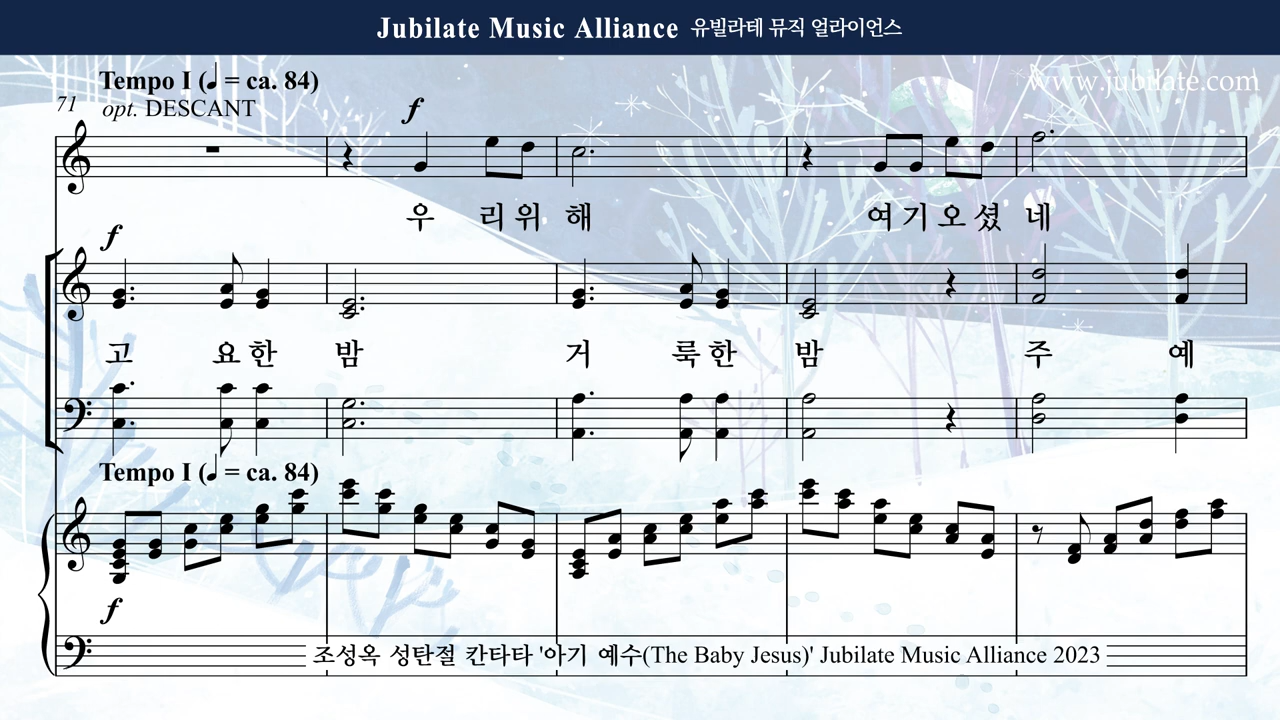 Jubilate Music Alliance 유빌라테 뮤직 얼라이언스
www.jubilate.com
Tempo I (♩ = ca. 84)
71 opt. DESCANT
f
우 리 위 해 여 기 오 셨 네
f
고 요 한 밤 거 룩 한 밤 주 예
Tempo I (♩ = ca. 84)
f
조성옥 성탄절 칸타타 '아기 예수(The Baby Jesus)' Jubilate Music Alliance 2023